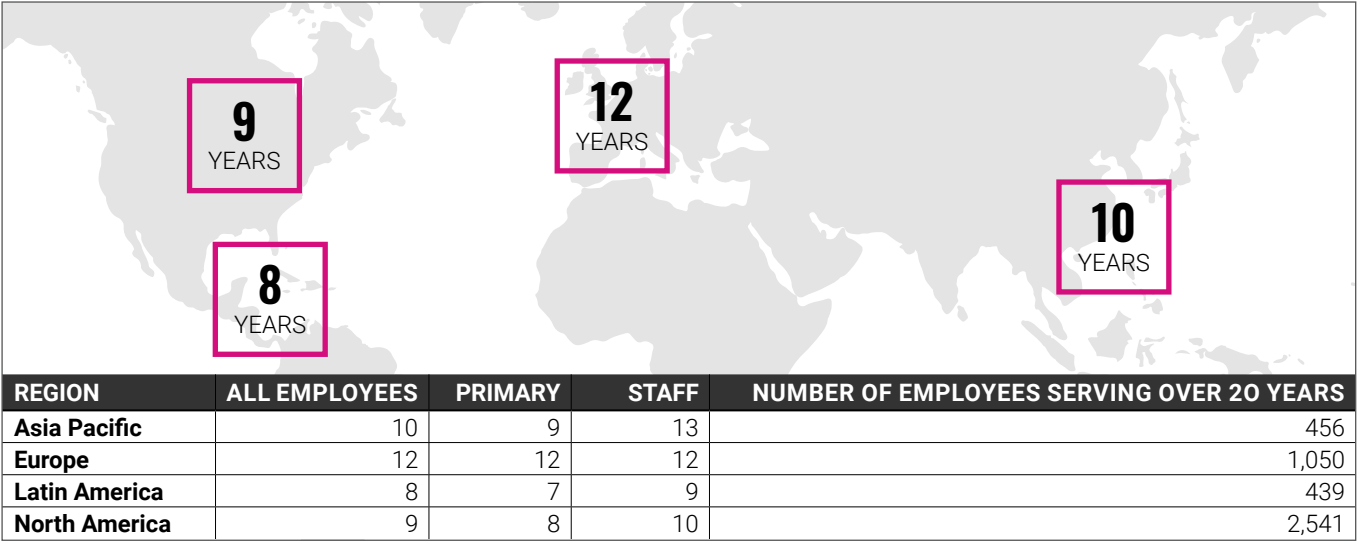 9
YEARS
12
YEARS
10
YEARS
8
YEARS
REGION ALL EMPLOYEES PRIMARY STAFF NUMBER OF EMPLOYEES SERVING OVER 20 YEARS
Asia Pacific 10 9 13 456
Europe 12 12 12 1,050
Latin America 8 7 9 439
North America 9 8 10 2,541